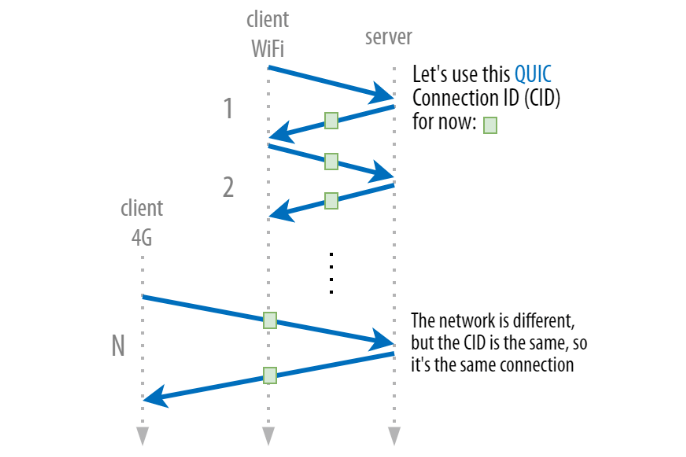 client
WiFi
server
Let's use this QUIC
Connection ID (CID)
for now:
1
2
client
4G
N
The network is different,
but the CID is the same, so
it's the same connection